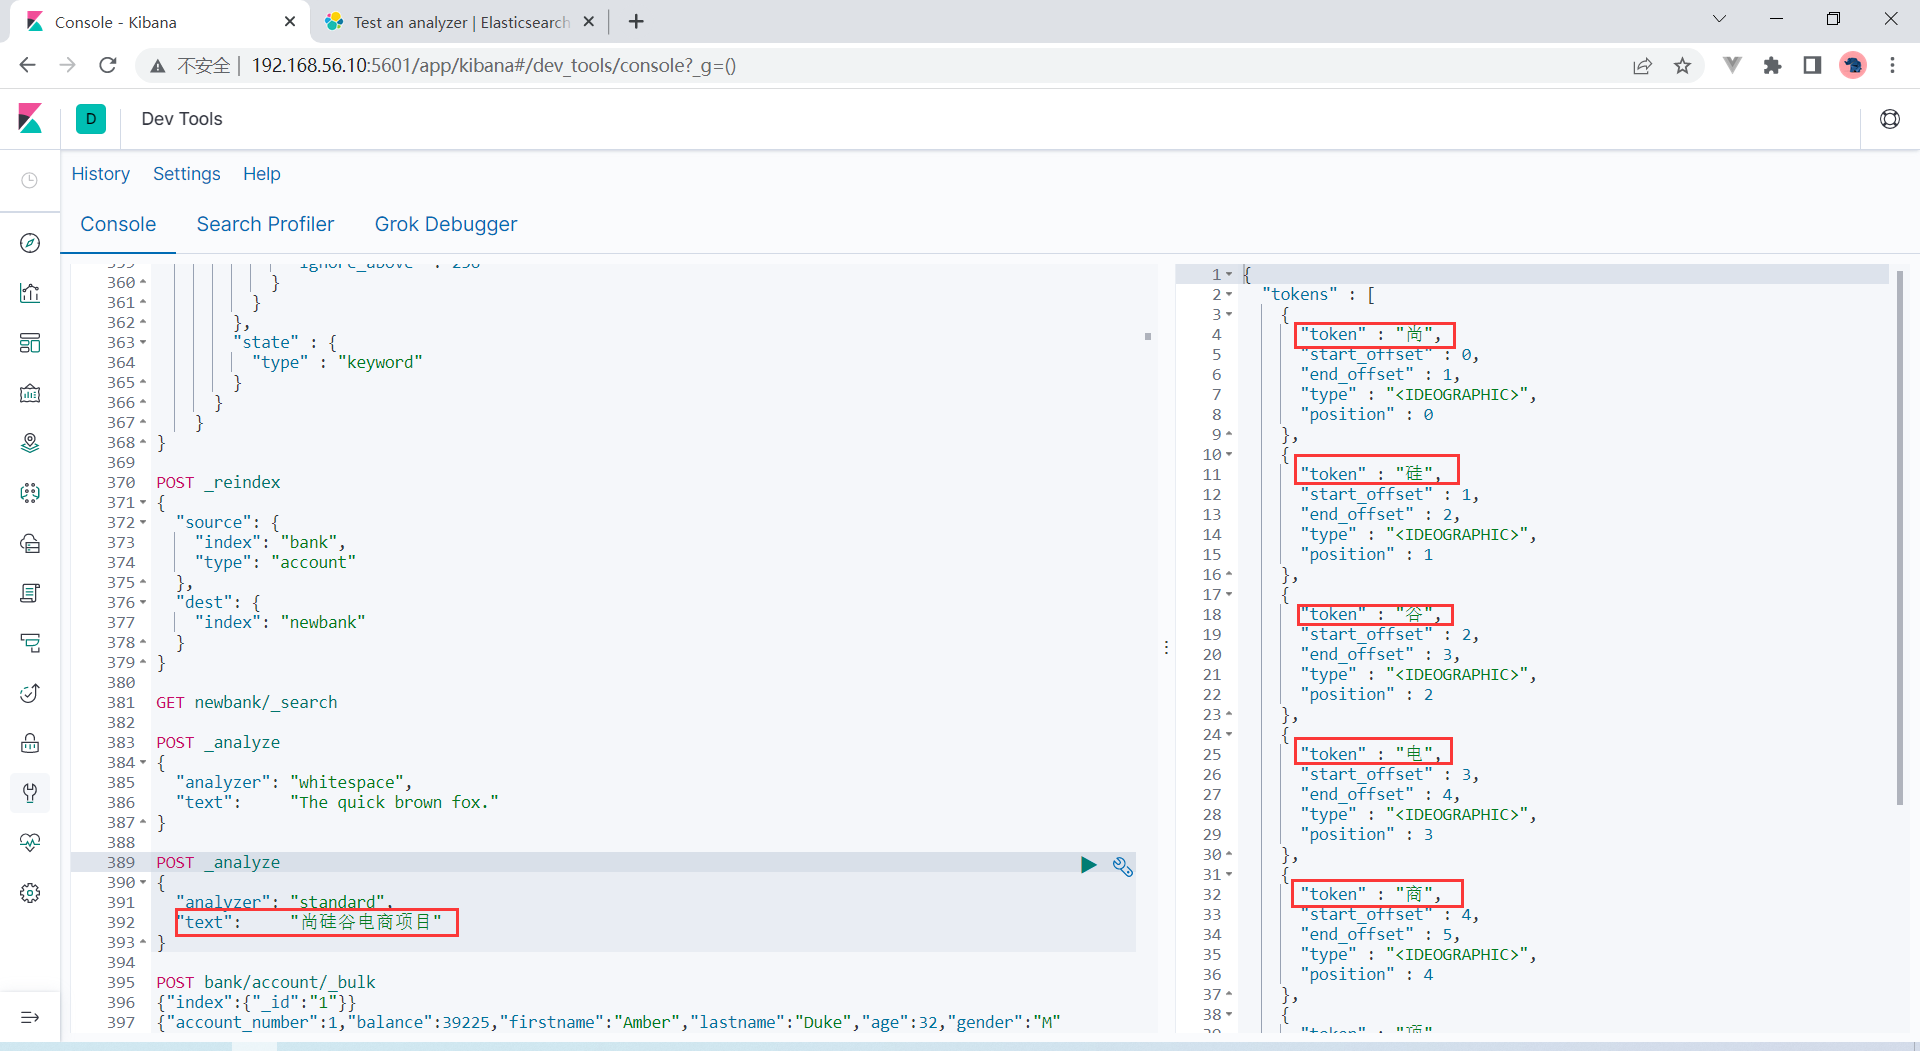 Console - Kibana
Test an analyzer | Elasticsearch
不安全 | 192.168.56.10:5601/app/kibana#/dev_tools/console?_g=()
D Dev Tools
History Settings Help
Console Search Profiler Grok Debugger
359 "ignore_above" : 256
360 }
361 }
362 },
363 "state" : {
364 "type" : "keyword"
365 }
366 }
367 }
368 }
369
370 POST _reindex
371 {
372 "source": {
373 "index": "bank",
374 "type": "account"
375 },
376 "dest": {
377 "index": "newbank"
378 }
379 }
380
381 GET newbank/_search
382
383 POST _analyze
384 {
385 "analyzer": "whitespace",
386 "text": "The quick brown fox."
387 }
388
389 POST _analyze
390 {
391 "analyzer": "standard",
392 "text": "尚硅谷电商项目"
393 }
394
395 POST bank/account/_bulk
396 {"index":{"_id":"1"}}
397 {"account_number":1,"balance":39225,"firstname":"Amber","lastname":"Duke","age":32,"gender":"M"
1 {
2 "tokens" : [
3 {
4 "token" : "尚",
5 "start_offset" : 0,
6 "end_offset" : 1,
7 "type" : "<IDEOGRAPHIC>",
8 "position" : 0
9 },
10 {
11 "token" : "硅",
12 "start_offset" : 1,
13 "end_offset" : 2,
14 "type" : "<IDEOGRAPHIC>",
15 "position" : 1
16 },
17 {
18 "token" : "谷",
19 "start_offset" : 2,
20 "end_offset" : 3,
21 "type" : "<IDEOGRAPHIC>",
22 "position" : 2
23 },
24 {
25 "token" : "电",
26 "start_offset" : 3,
27 "end_offset" : 4,
28 "type" : "<IDEOGRAPHIC>",
29 "position" : 3
30 },
31 {
32 "token" : "商",
33 "start_offset" : 4,
34 "end_offset" : 5,
35 "type" : "<IDEOGRAPHIC>",
36 "position" : 4
37 },
38 {
39 "token" : "项"